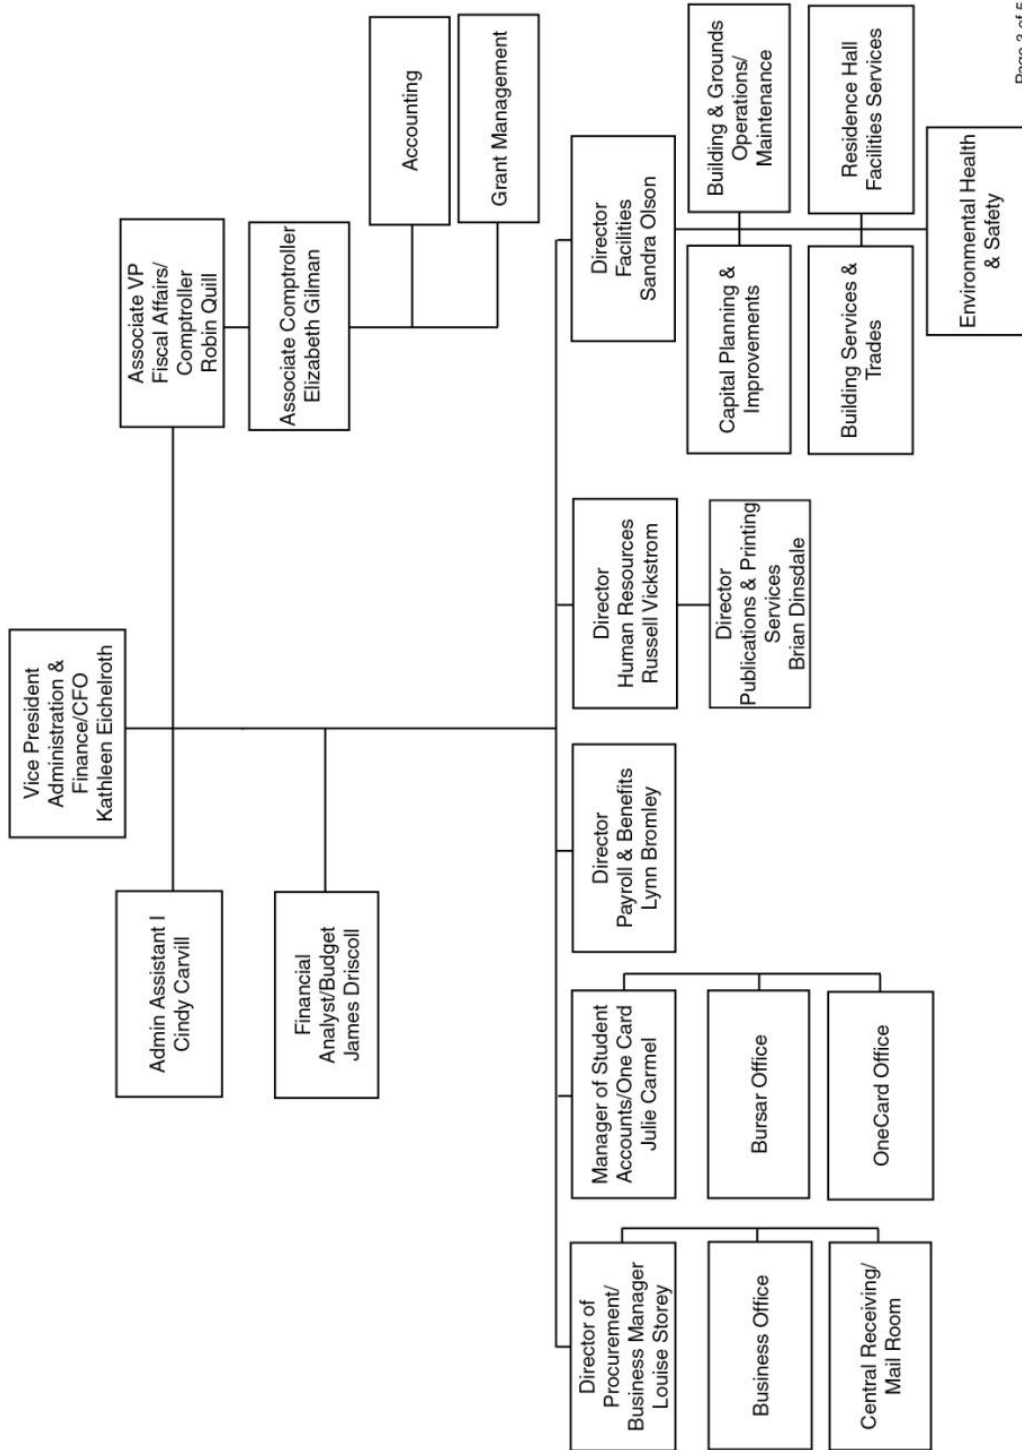 Vice President
Administration &
Finance/CFO
Kathleen Eichelroth
Admin Assistant I
Cindy Carvill
Associate VP
Fiscal Affairs/
Comptroller
Robin Quill
Financial
Analyst/Budget
James Driscoll
Associate Comptroller
Elizabeth Gilman
Accounting
Grant Management
Director of
Procurement/
Business Manager
Louise Storey
Manager of Student
Accounts/One Card
Julie Carmel
Director
Payroll & Benefits
Lynn Bromley
Director
Human Resources
Russell Vickstrom
Director
Facilities
Sandra Olson
Business Office
Bursar Office
Director
Publications & Printing
Services
Brian Dinsdale
Capital Planning &
Improvements
Building & Grounds
Operations/
Maintenance
Central Receiving/
Mail Room
OneCard Office
Building Services &
Trades
Residence Hall
Facilities Services
Environmental Health
& Safety
Page 3 of 5